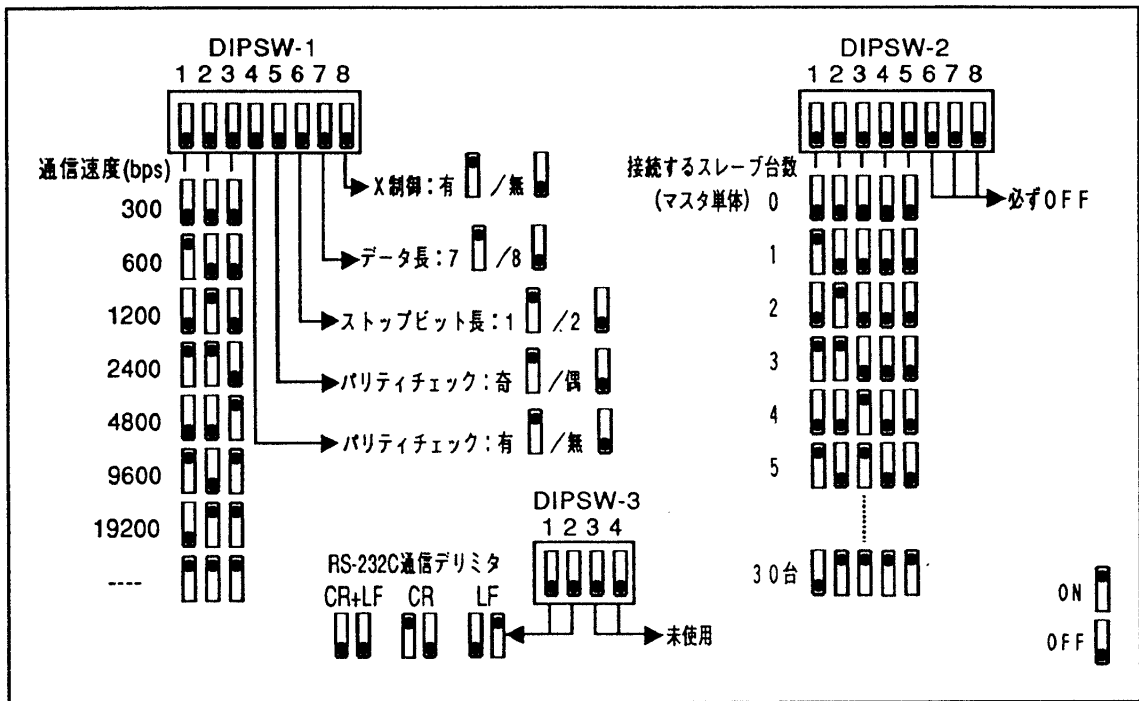 DIPSW-1
1 2 3 4 5 6 7 8
通信速度(bps)
300
600
1200
2400
4800
9600
19200
----
X制御:有 /無
データ長:7 /8
ストップビット長:1 /2
パリティチェック:奇 /偶
パリティチェック:有 /無
DIPSW-2
1 2 3 4 5 6 7 8
接続するスレーブ台数
(マスタ単体) 0
1
2
3
4
5
30台
必ずOFF
DIPSW-3
1 2 3 4
RS-232C通信デリミタ
CR+LF CR LF
未使用
ON
OFF